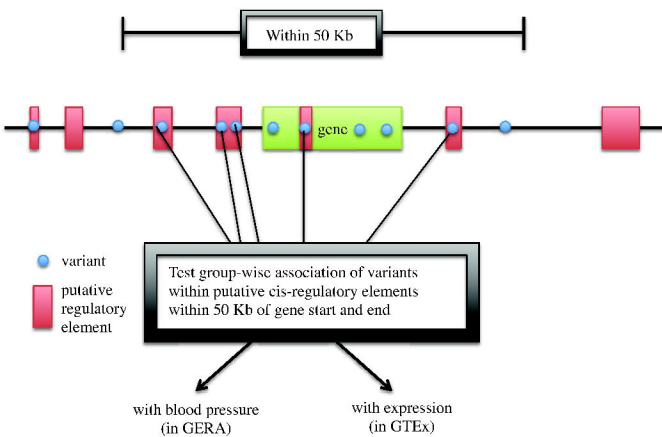 Within 50 Kb
gene
variant
putative
regulatory
element
Test group-wise association of variants
within putative cis-regulatory elements
within 50 Kb of gene start and end
with blood pressure
(in GERA)
with expression
(in GTEx)